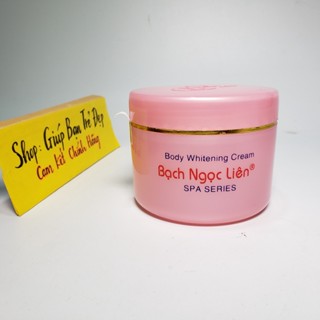 Shop: Giúp Bạn Trẻ Đẹp
Cam kết Chính Hãng
Body Whitening Cream
Bạch Ngọc Liên®
SPA SERIES